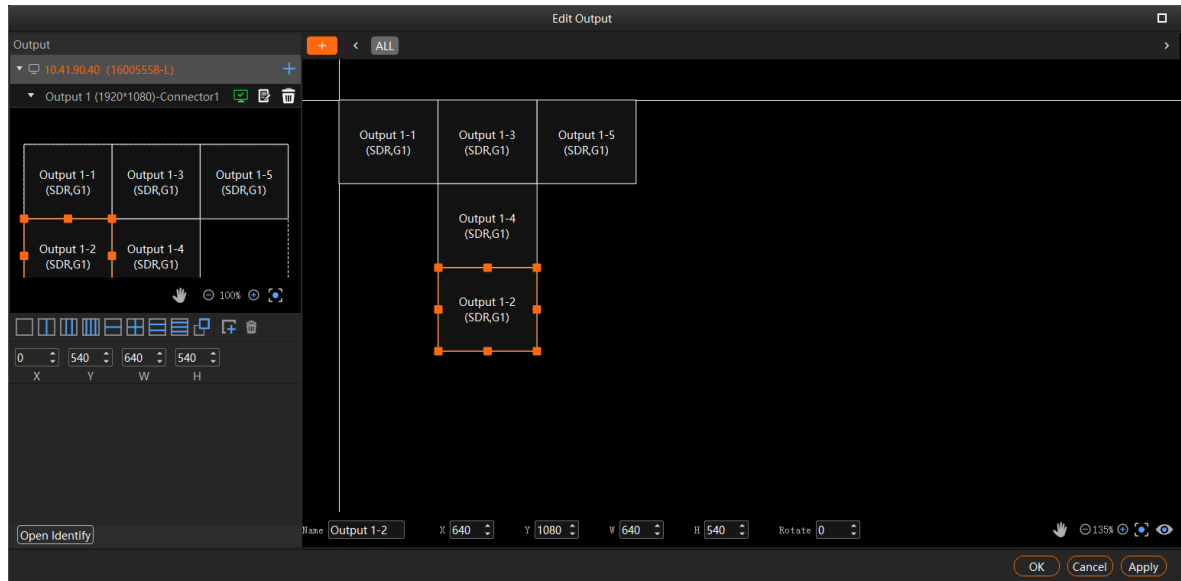 Edit Output
Output
10.41.90.40 (16005558-L)
Output 1 (1920*1080)-Connector1
Output 1-1
(SDR,G1)
Output 1-3
(SDR,G1)
Output 1-5
(SDR,G1)
Output 1-2
(SDR,G1)
Output 1-4
(SDR,G1)
100%
0
540
640
540
X
Y
W
H
Open Identify
+
<
ALL
>
Output 1-1
(SDR,G1)
Output 1-3
(SDR,G1)
Output 1-5
(SDR,G1)
Output 1-4
(SDR,G1)
Output 1-2
(SDR,G1)
Name Output 1-2 X 640 Y 1080 W 640 H 540 Rotate 0
135%
OK
Cancel
Apply